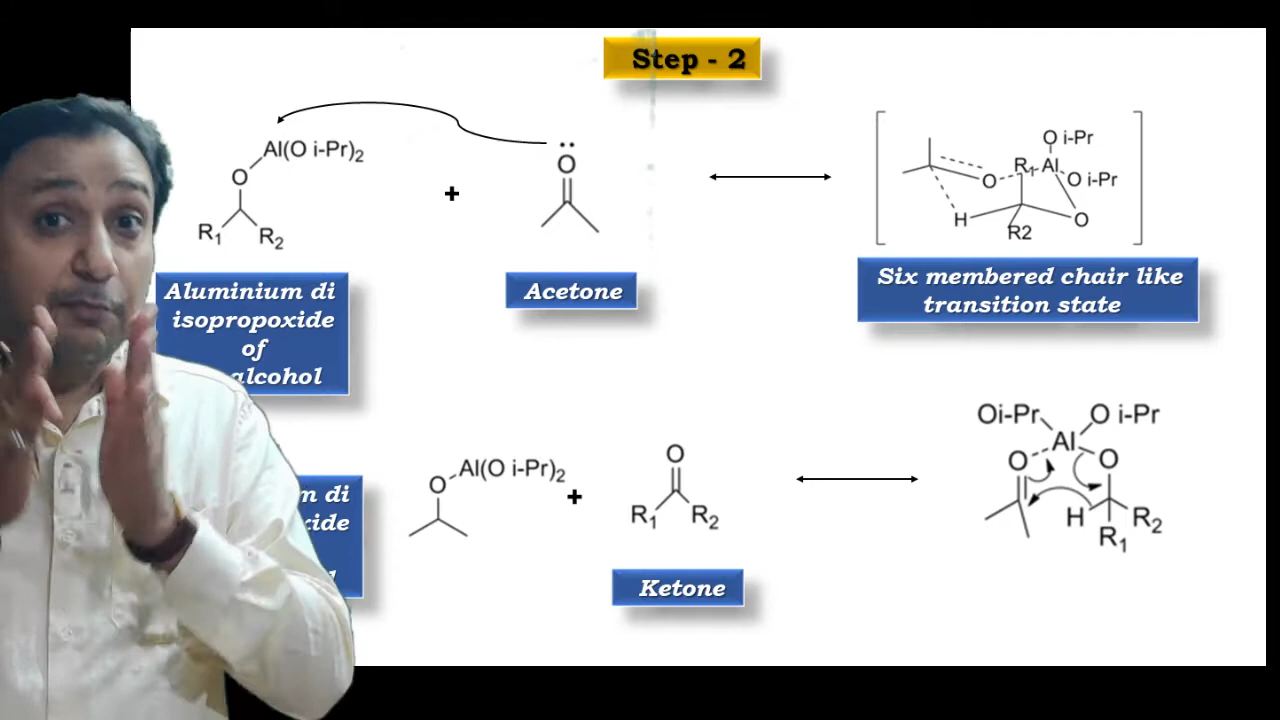 Step - 2
Al(O i-Pr)2
O
R1
R2
+
O
O i-Pr
R1 Al
O
O i-Pr
H
O
R2
Aluminium di
isopropoxide
of
alcohol
Acetone
Six membered chair like
transition state
m di
xide
O
Al(O i-Pr)2
+
O
R1
R2
Ketone
Oi-Pr
O i-Pr
Al
O
O
H
R2
R1